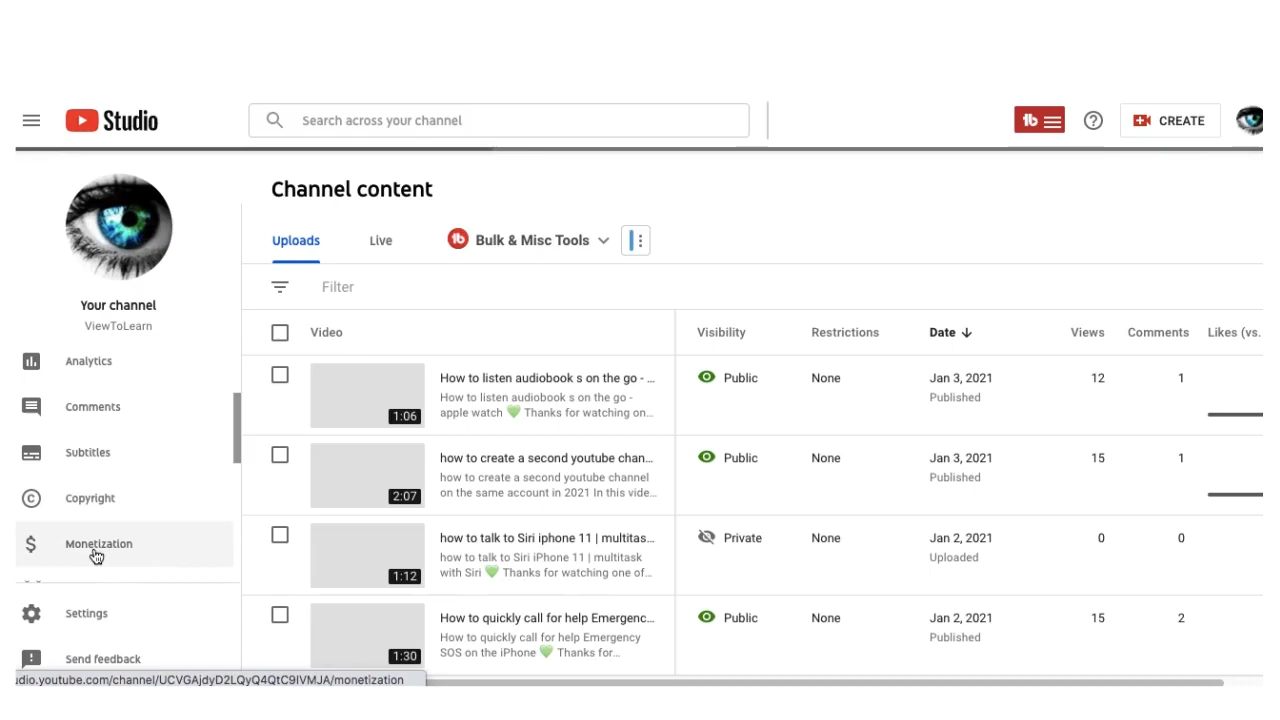 Studio
Search across your channel
CREATE
Your channel
ViewToLearn
Analytics
Comments
Subtitles
Copyright
Monetization
Settings
Send feedback
udio.youtube.com/channel/UCVGAjdyD2LQyQ4QtC9IVMJA/monetization
Channel content
Uploads Live Bulk & Misc Tools
Filter
Video Visibility Restrictions Date Views Comments Likes (vs.
How to listen audiobook s on the go - ... Public None Jan 3, 2021 12 1
How to listen audiobook s on the go - Published
apple watch 💚 Thanks for watching on...
1:06
how to create a second youtube chan... Public None Jan 3, 2021 15 1
how to create a second youtube channel Published
on the same account in 2021 In this vide...
2:07
how to talk to Siri iphone 11 | multitas... Private None Jan 2, 2021 0 0
how to talk to Siri iPhone 11 | multitask Uploaded
with Siri 💚 Thanks for watching one of...
1:12
How to quickly call for help Emergenc... Public None Jan 2, 2021 15 2
How to quickly call for help Emergency Published
SOS on the iPhone 💚 Thanks for...
1:30